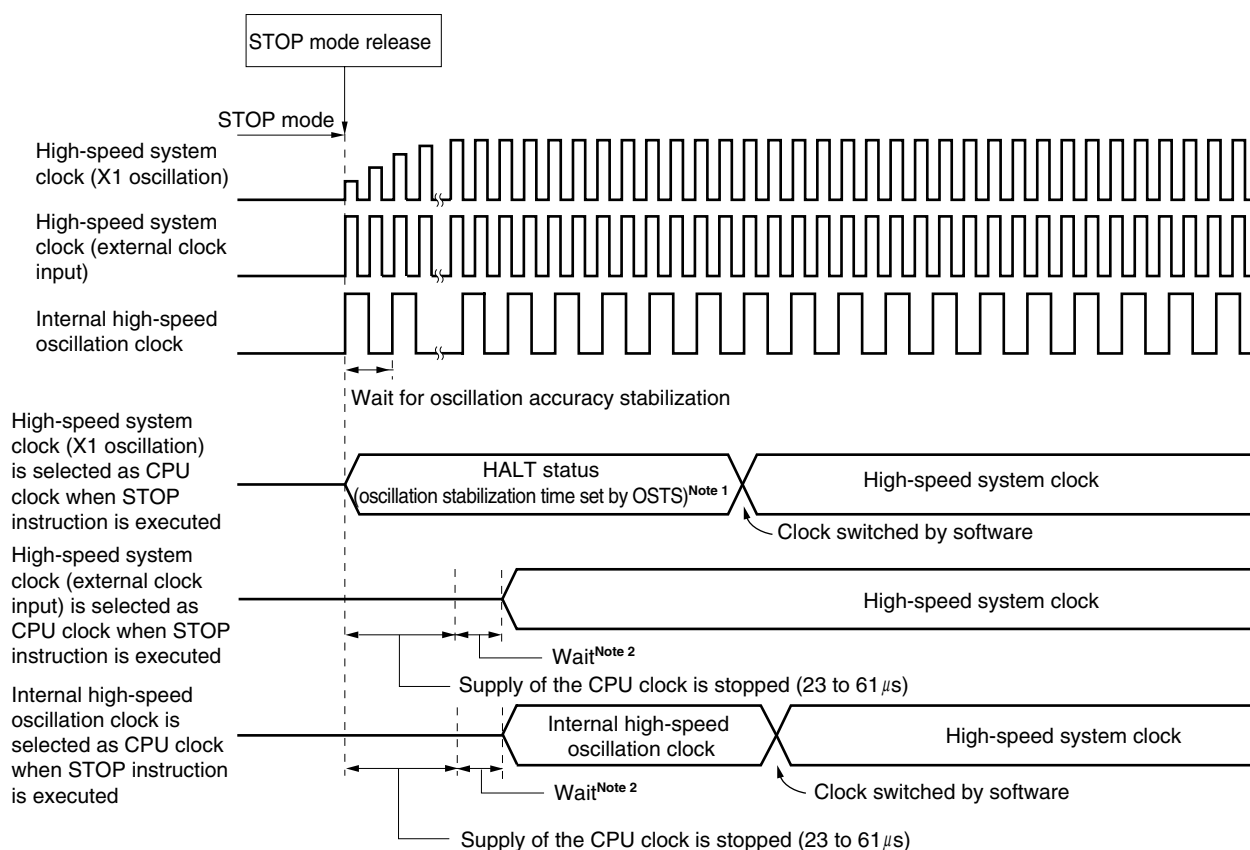 STOP mode release
STOP mode
High-speed system
clock (X1 oscillation)
High-speed system
clock (external clock
input)
Internal high-speed
oscillation clock
Wait for oscillation accuracy stabilization
High-speed system
clock (X1 oscillation)
is selected as CPU
clock when STOP
instruction is executed
HALT status
(oscillation stabilization time set by OSTS)Note 1
High-speed system clock
Clock switched by software
High-speed system
clock (external clock
input) is selected as
CPU clock when STOP
instruction is executed
High-speed system clock
WaitNote 2
Supply of the CPU clock is stopped (23 to 61μs)
Internal high-speed
oscillation clock is
selected as CPU clock
when STOP instruction
is executed
Internal high-speed
oscillation clock
High-speed system clock
WaitNote 2
Clock switched by software
Supply of the CPU clock is stopped (23 to 61μs)